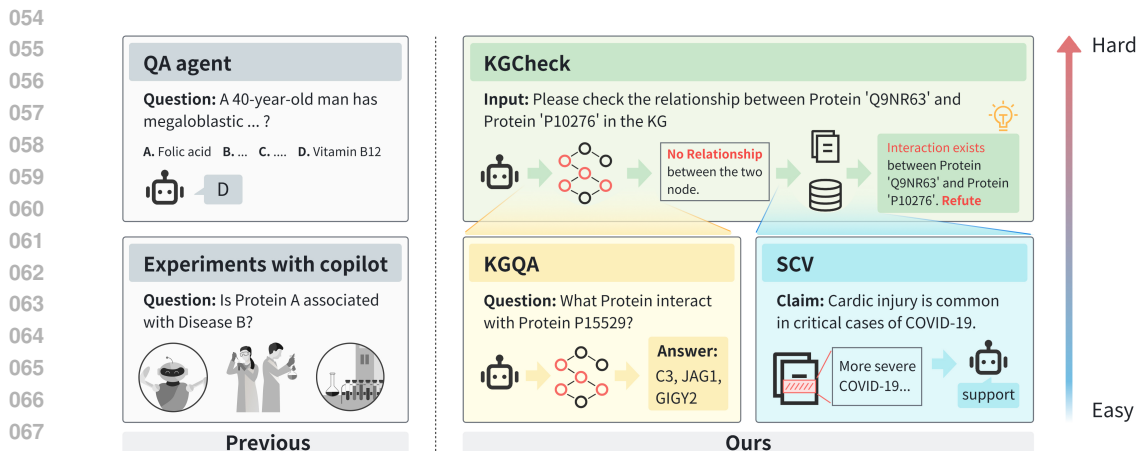 054
055
056
057
058
059
060
061
062
063
064
065
066
067
QA agent
Question: A 40-year-old man has
megaloblastic ... ?
A. Folic acid B. ... C. .... D. Vitamin B12
D
Experiments with copilot
Question: Is Protein A associated
with Disease B?
Previous
KGCheck
Input: Please check the relationship between Protein 'Q9NR63' and
Protein 'P10276' in the KG
No Relationship
between the two
node.
Interaction exists
between Protein
'Q9NR63' and Protein
'P10276'. Refute
KGQA
Question: What Protein interact
with Protein P15529?
Answer:
C3, JAG1,
GIGY2
SCV
Claim: Cardic injury is common
in critical cases of COVID-19.
More severe
COVID-19...
support
Ours
Hard
Easy